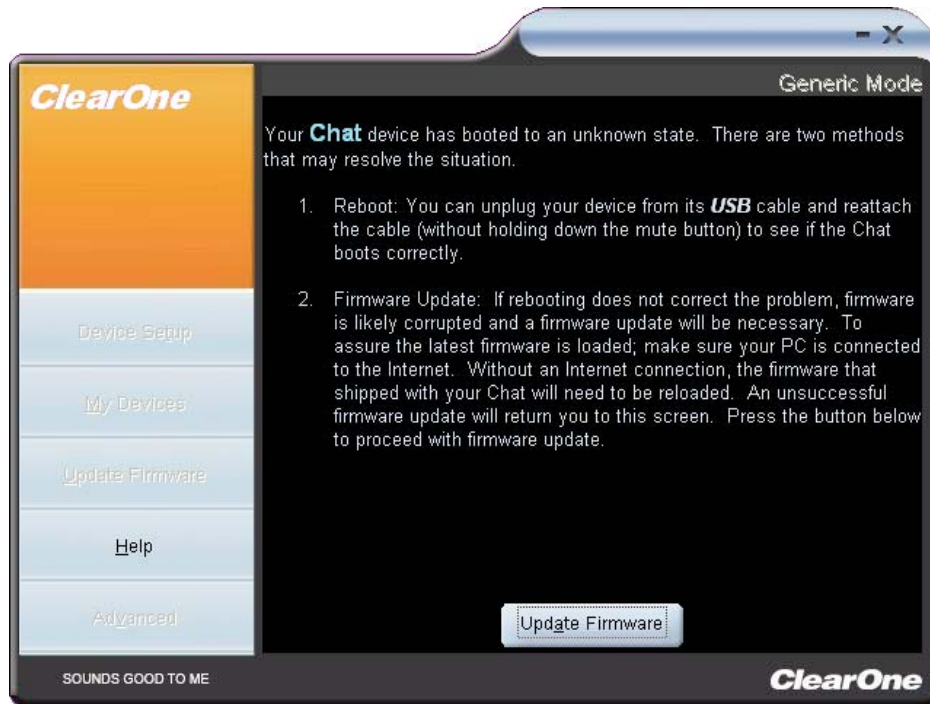 ClearOne
Generic Mode
Your Chat device has booted to an unknown state. There are two methods
that may resolve the situation.
1. Reboot: You can unplug your device from its USB cable and reattach
the cable (without holding down the mute button) to see if the Chat
boots correctly.
2. Firmware Update: If rebooting does not correct the problem, firmware
is likely corrupted and a firmware update will be necessary. To
assure the latest firmware is loaded; make sure your PC is connected
to the Internet. Without an Internet connection, the firmware that
shipped with your Chat will need to be reloaded. An unsuccessful
firmware update will return you to this screen. Press the button below
to proceed with firmware update.
Device Setup
My Devices
Update Firmware
Help
Advanced
Update Firmware
SOUNDS GOOD TO ME
ClearOne